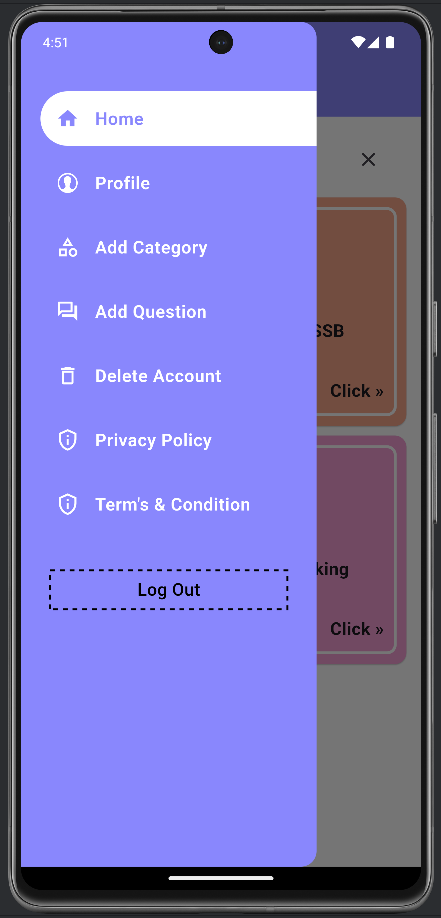 4:51
Home
Profile
Add Category
Add Question
Delete Account
Privacy Policy
Term's & Condition
Log Out
SSB
Click »
king
Click »